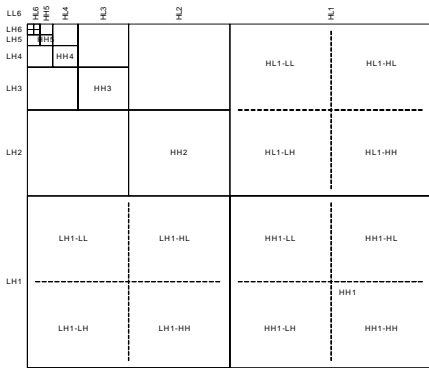 LL6 HL6 HH5 HL4 HL3 HL2 HL1
LH6
LH5 HH5
LH4 HH4
HL1-LL HL1-HL
LH3 HH3
LH2 HH2 HL1-LH HL1-HH
LH1-LL LH1-HL HH1-LL HH1-HL
LH1
HH1
LH1-LH LH1-HH HH1-LH HH1-HH